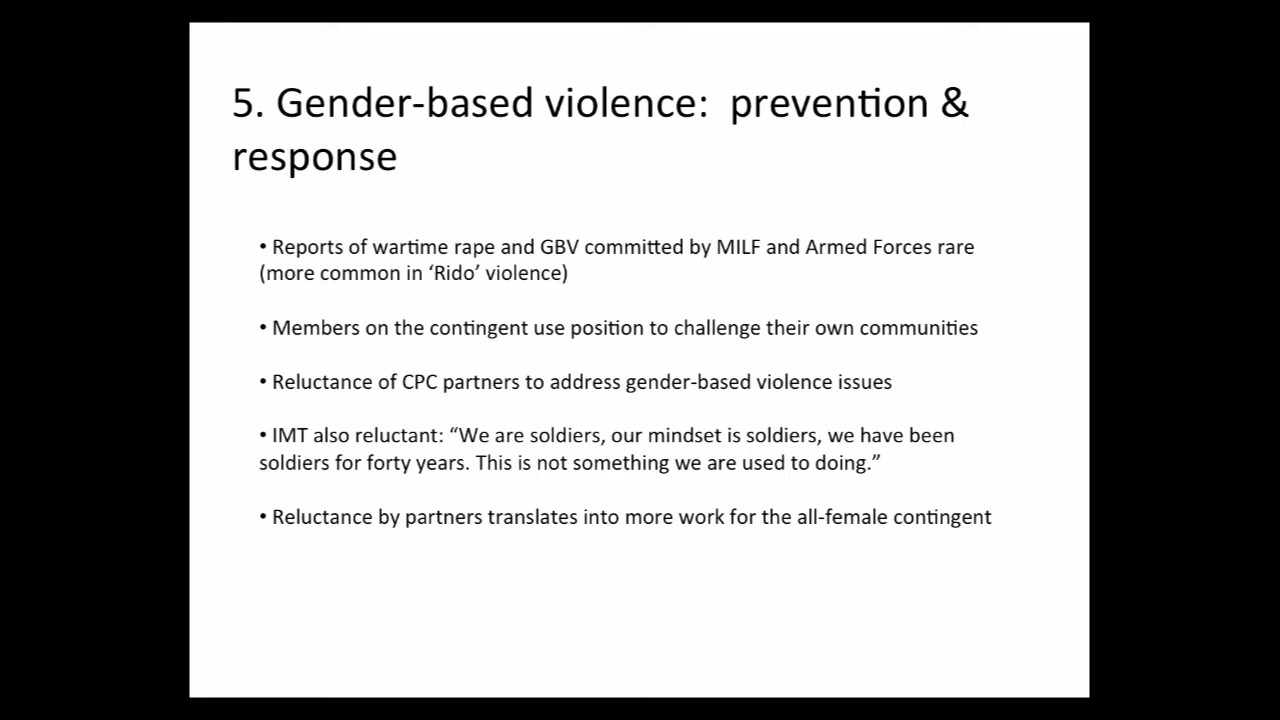 5. Gender-based violence:  prevention &
response
• Reports of wartime rape and GBV committed by MILF and Armed Forces rare
(more common in ‘Rido’ violence)
• Members on the contingent use position to challenge their own communities
• Reluctance of CPC partners to address gender-based violence issues
• IMT also reluctant: “We are soldiers, our mindset is soldiers, we have been
soldiers for forty years. This is not something we are used to doing.”
• Reluctance by partners translates into more work for the all-female contingent